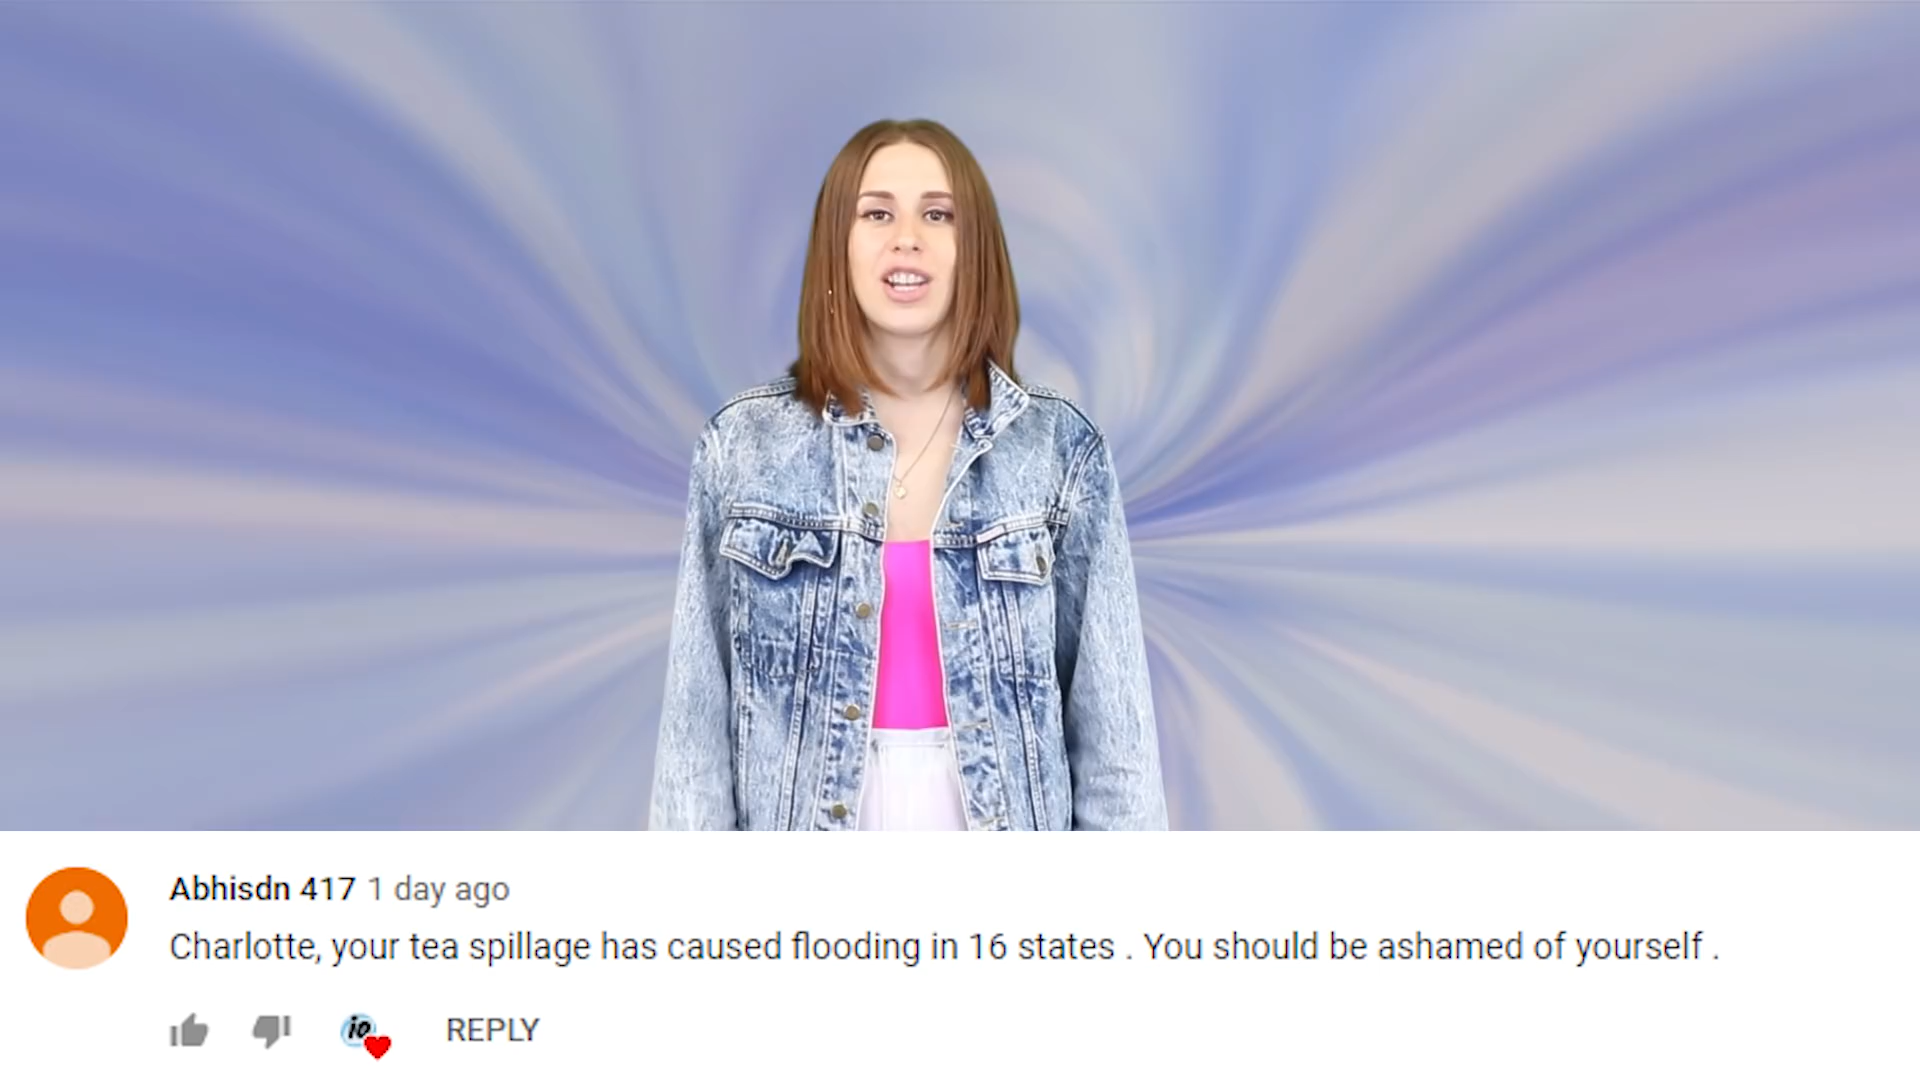 Abhisdn 417 1 day ago
Charlotte, your tea spillage has caused flooding in 16 states . You should be ashamed of yourself .
io REPLY